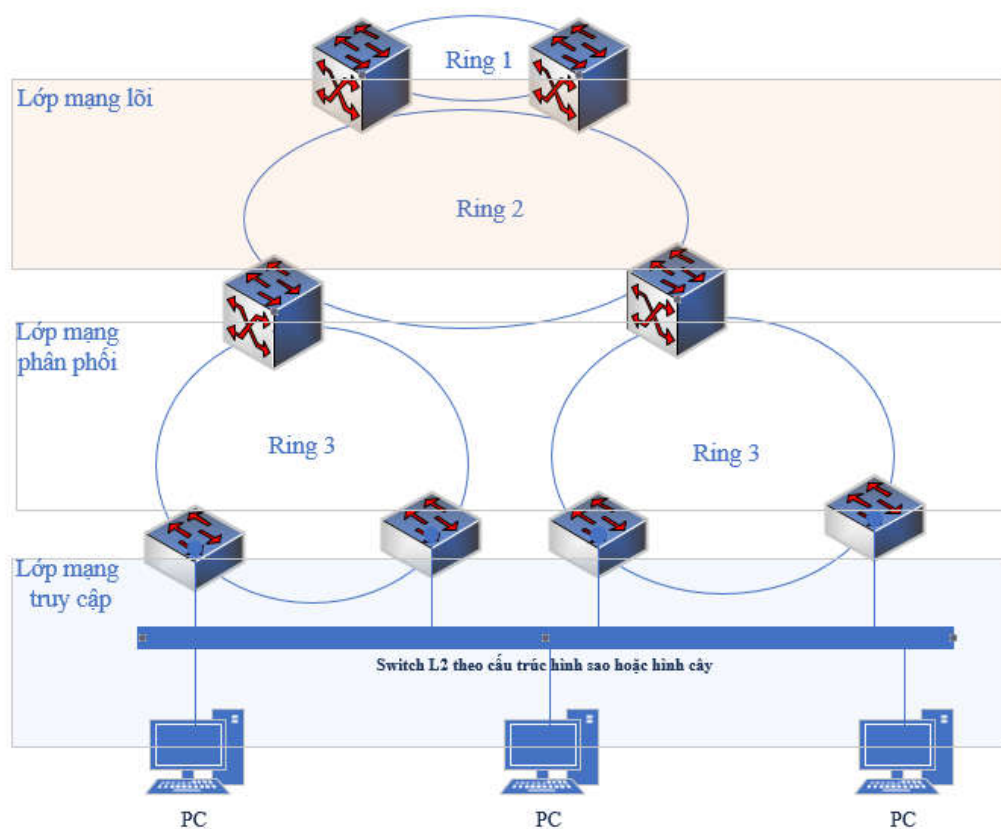 Ring 1
Lớp mạng lõi
Ring 2
Lớp mạng
phân phối
Ring 3
Ring 3
Lớp mạng
truy cập
Switch L2 theo cấu trúc hình sao hoặc hình cây
PC
PC
PC